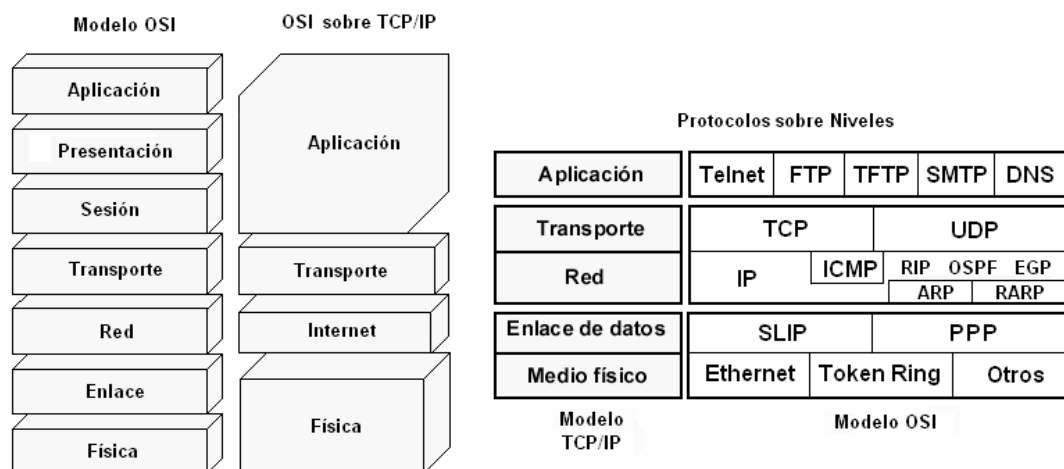 Modelo OSI
OSI sobre TCP/IP
Aplicación
Presentación
Sesión
Transporte
Red
Enlace
Física
Aplicación
Transporte
Internet
Física
Protocolos sobre Niveles
Aplicación Telnet FTP TFTP SMTP DNS
Transporte TCP UDP
Red IP ICMP RIP OSPF EGP
ARP RARP
Enlace de datos SLIP PPP
Medio físico Ethernet Token Ring Otros
Modelo
TCP/IP
Modelo OSI